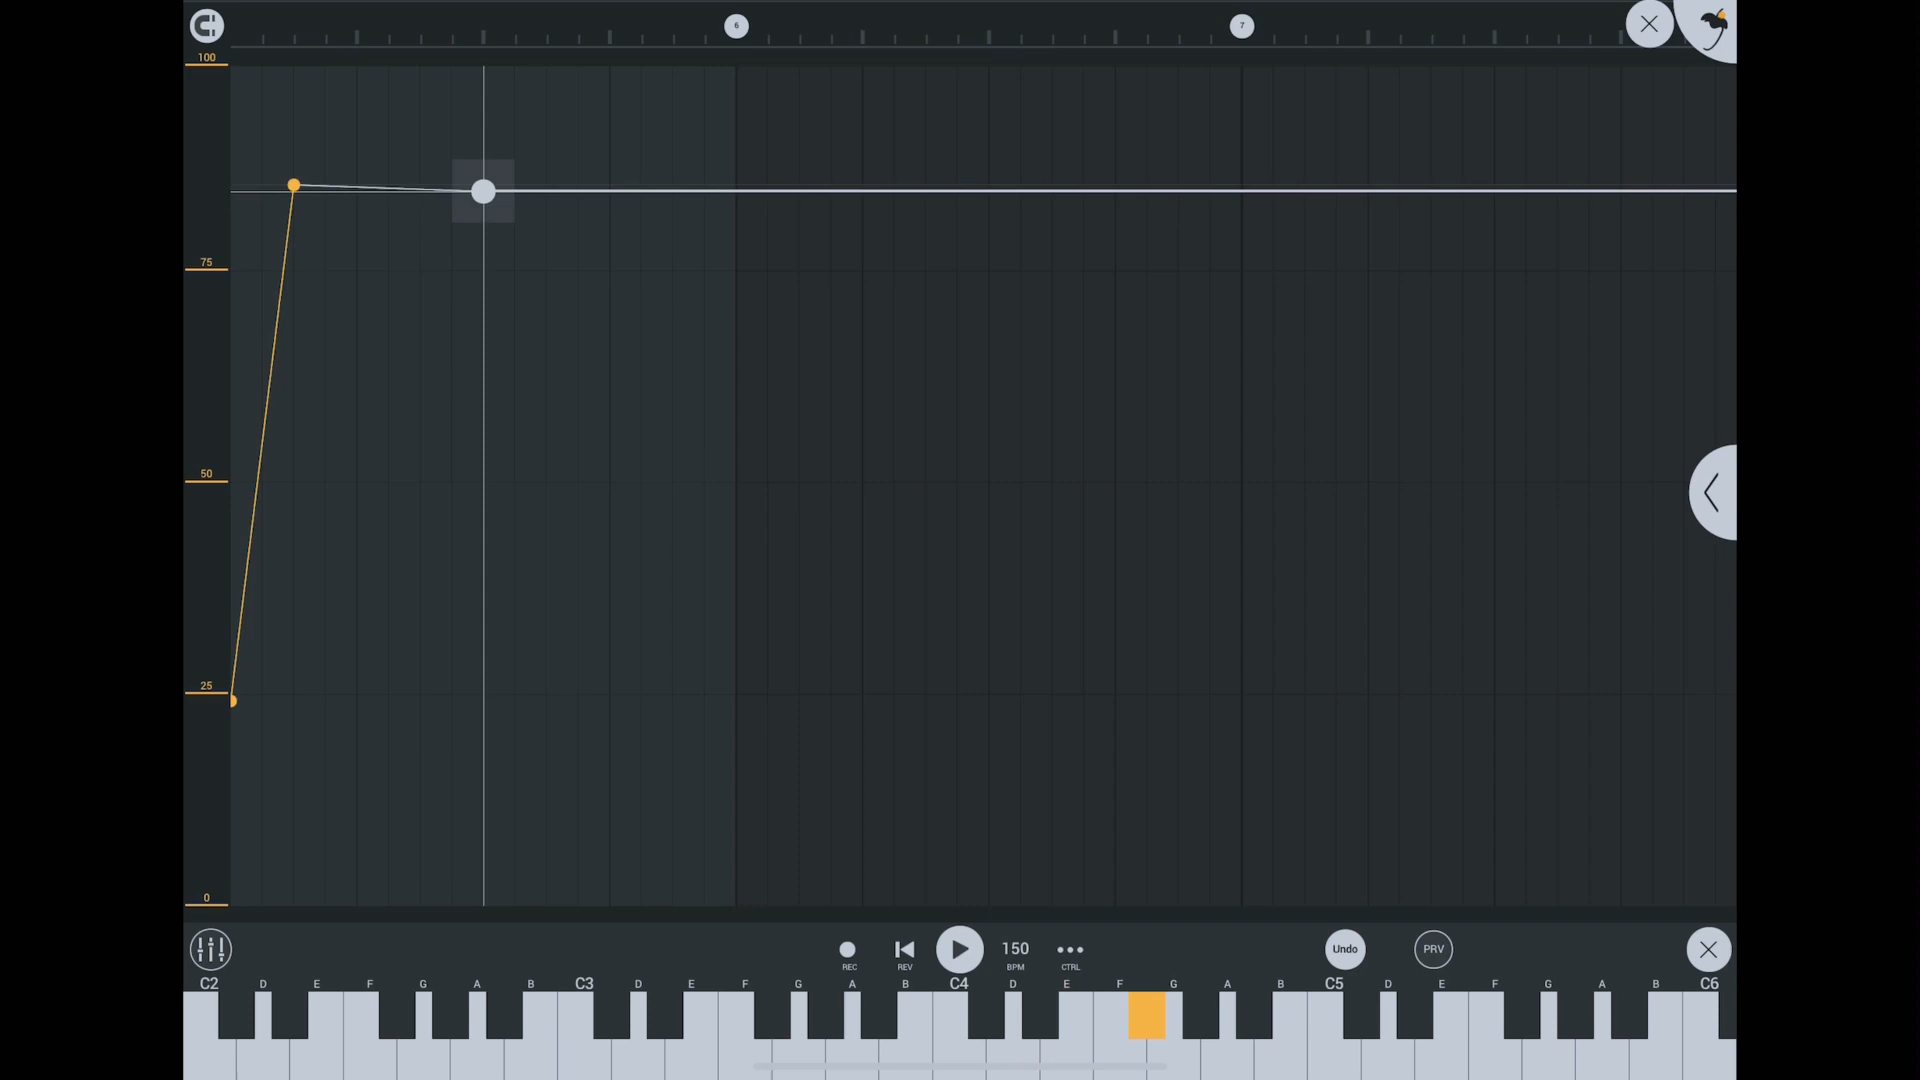 6
7
100
75
50
25
0
150
Undo
PRV
REC
REV
BPM
CTRL
C2 D E F G A B C3 D E F G A B C4 D E F G A B C5 D E F G A B C6